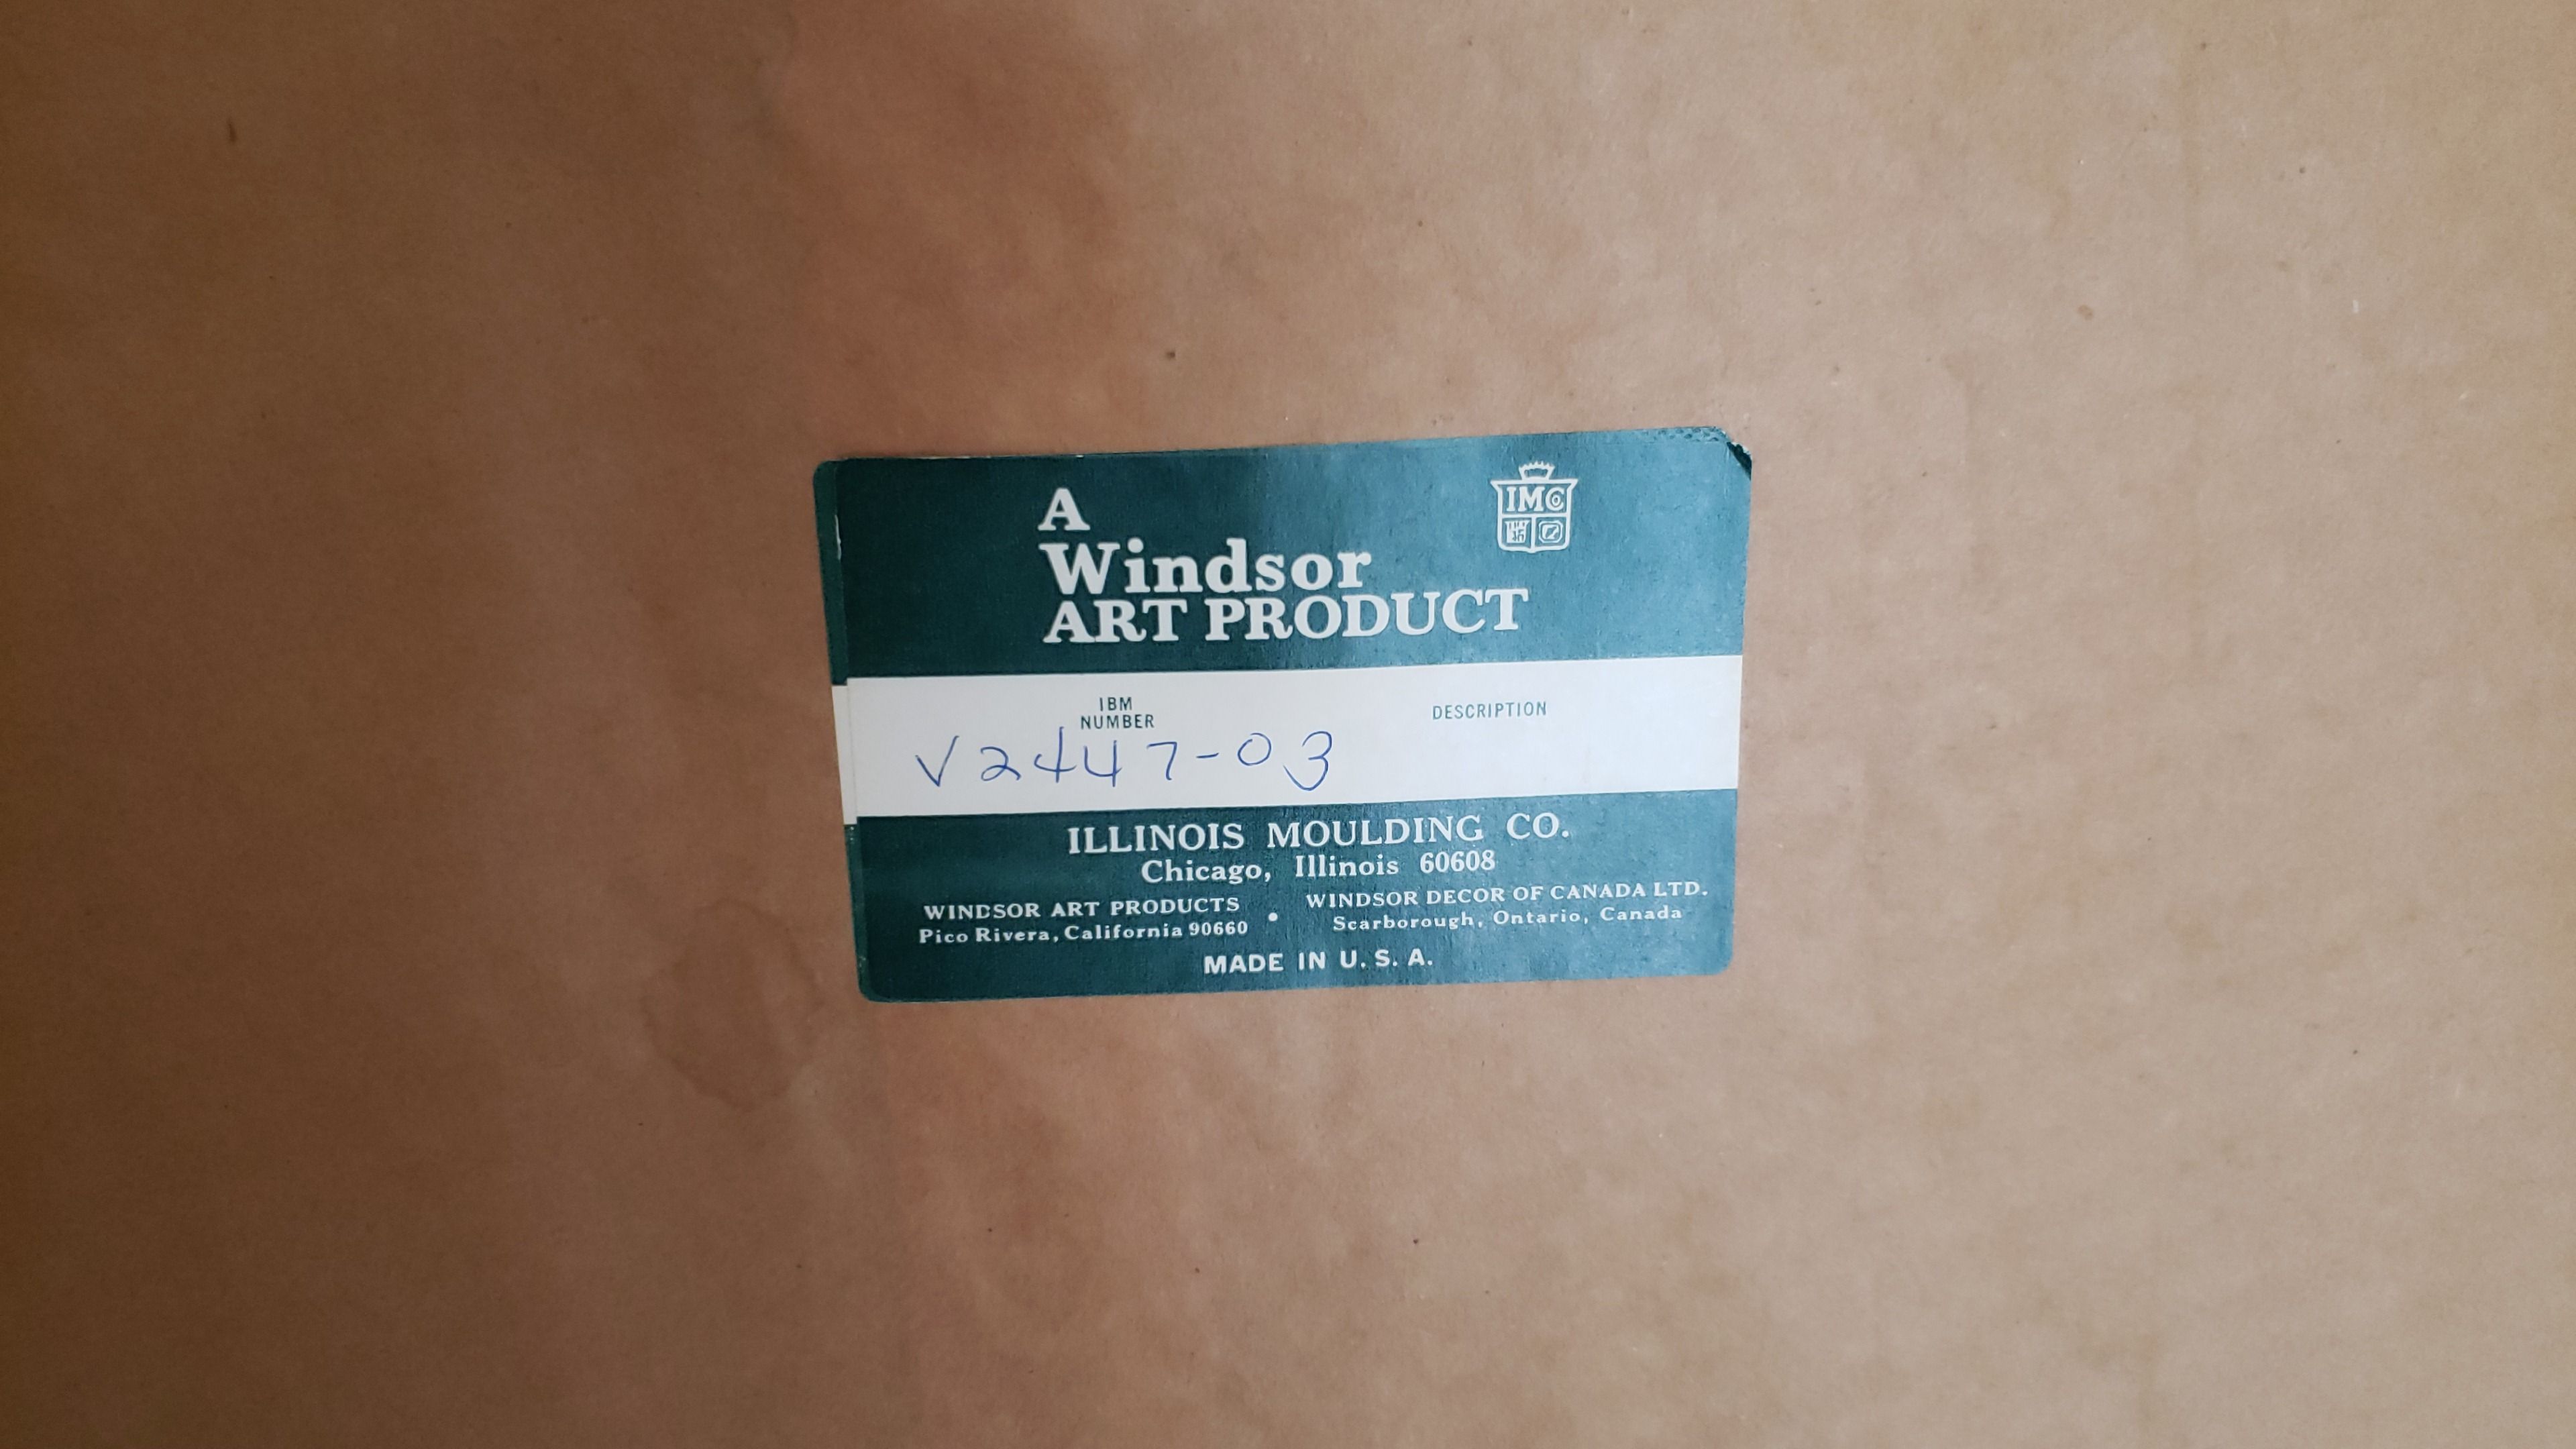 IMCo
A
Windsor
ART PRODUCT
IBM
NUMBER
DESCRIPTION
V2447-03
ILLINOIS MOULDING CO.
Chicago, Illinois 60608
WINDSOR ART PRODUCTS
Pico Rivera, California 90660
•
WINDSOR DECOR OF CANADA LTD.
Scarborough, Ontario, Canada
MADE IN U. S. A.